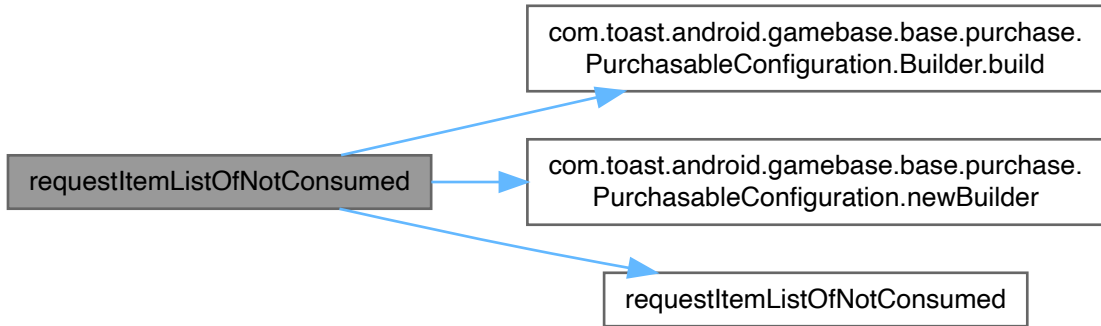 com.toast.android.gamebase.base.purchase.
PurchasableConfiguration.Builder.build
requestItemListOfNotConsumed
com.toast.android.gamebase.base.purchase.
PurchasableConfiguration.newBuilder
requestItemListOfNotConsumed